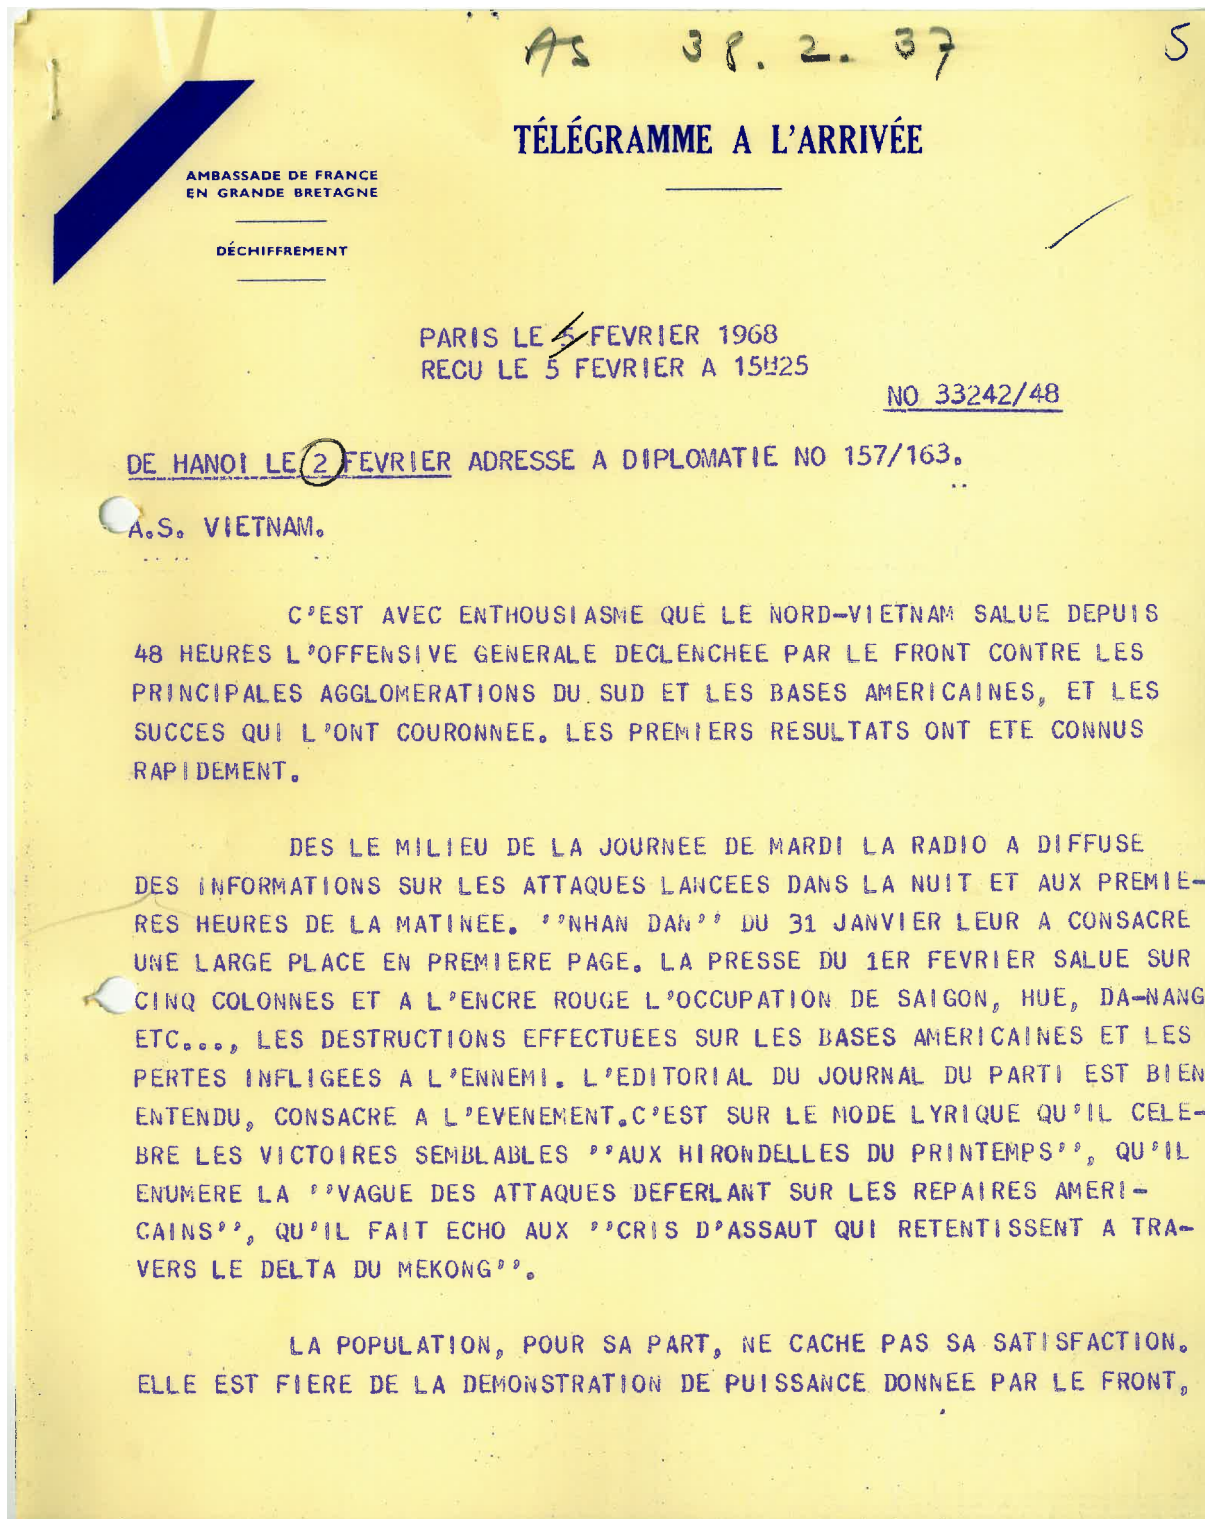 AS 38.2.37
5
TÉLÉGRAMME A L'ARRIVÉE
AMBASSADE DE FRANCE
EN GRANDE BRETAGNE
DÉCHIFFREMENT
PARIS LE 5 FEVRIER 1968
RECU LE 5 FEVRIER A 15H25
NO 33242/48
DE HANOI LE 2 FEVRIER ADRESSE A DIPLOMATIE NO 157/163.
A.S. VIETNAM.
C'EST AVEC ENTHOUSIASME QUE LE NORD-VIETNAM SALUE DEPUIS
48 HEURES L'OFFENSIVE GENERALE DECLENCHEE PAR LE FRONT CONTRE LES
PRINCIPALES AGGLOMERATIONS DU SUD ET LES BASES AMERICAINES, ET LES
SUCCES QUI L'ONT COURONNEE. LES PREMIERS RESULTATS ONT ETE CONNUS
RAPIDEMENT.
DES LE MILIEU DE LA JOURNEE DE MARDI LA RADIO A DIFFUSE
DES INFORMATIONS SUR LES ATTAQUES LANCEES DANS LA NUIT ET AUX PREMIE-
RES HEURES DE LA MATINEE. ''NHAN DAN'' DU 31 JANVIER LEUR A CONSACRE
UNE LARGE PLACE EN PREMIERE PAGE. LA PRESSE DU 1ER FEVRIER SALUE SUR
CINQ COLONNES ET A L'ENCRE ROUGE L'OCCUPATION DE SAIGON, HUE, DA-NANG
ETC..., LES DESTRUCTIONS EFFECTUEES SUR LES BASES AMERICAINES ET LES
PERTES INFLIGEES A L'ENNEMI. L'EDITORIAL DU JOURNAL DU PARTI EST BIEN
ENTENDU, CONSACRE A L'EVENEMENT.C'EST SUR LE MODE LYRIQUE QU'IL CELE-
BRE LES VICTOIRES SEMBLABLES ''AUX HIRONDELLES DU PRINTEMPS'', QU'IL
ENUMERE LA ''VAGUE DES ATTAQUES DEFERLANT SUR LES REPAIRES AMERI-
CAINS'', QU'IL FAIT ECHO AUX ''CRIS D'ASSAUT QUI RETENTISSENT A TRA-
VERS LE DELTA DU MEKONG''.
LA POPULATION, POUR SA PART, NE CACHE PAS SA SATISFACTION.
ELLE EST FIERE DE LA DEMONSTRATION DE PUISSANCE DONNEE PAR LE FRONT,